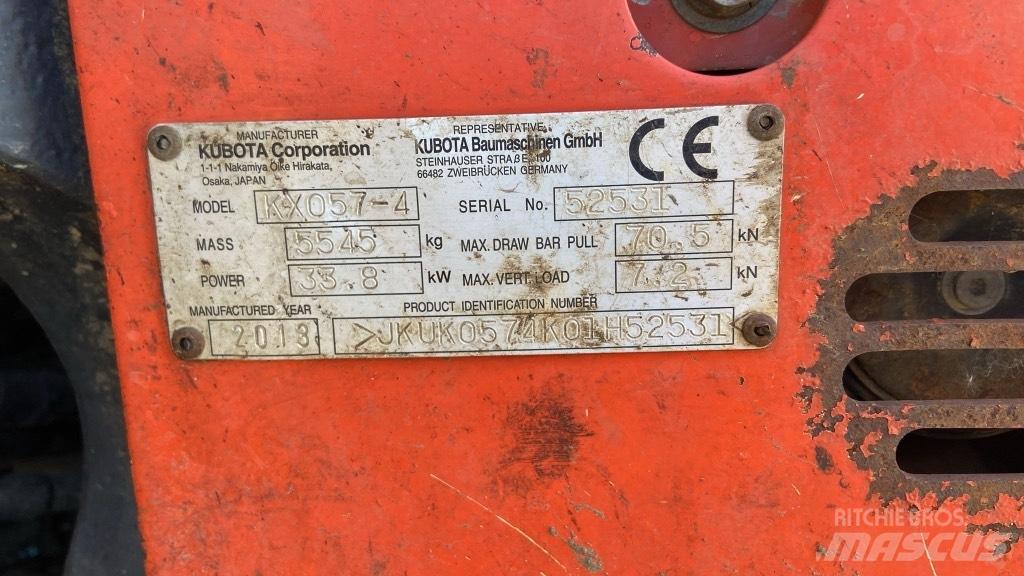 MANUFACTURER
KUBOTA Corporation
1-1-1 Nakamiya Oike Hirakata,
Osaka, JAPAN
REPRESENTATIVE
KUBOTA Baumaschinen GmbH
STEINHAUSER STRAßE 100
66482 ZWEIBRÜCKEN GERMANY
CE
MODEL KX057-4 SERIAL No. 52531
MASS 5545 kg MAX. DRAW BAR PULL 70.5 kN
POWER 33.8 kW MAX. VERT. LOAD 7.2 kN
MANUFACTURED YEAR PRODUCT IDENTIFICATION NUMBER
2013 >JKUK0574K01H52531<
RITCHIE BROS.
MASCUS